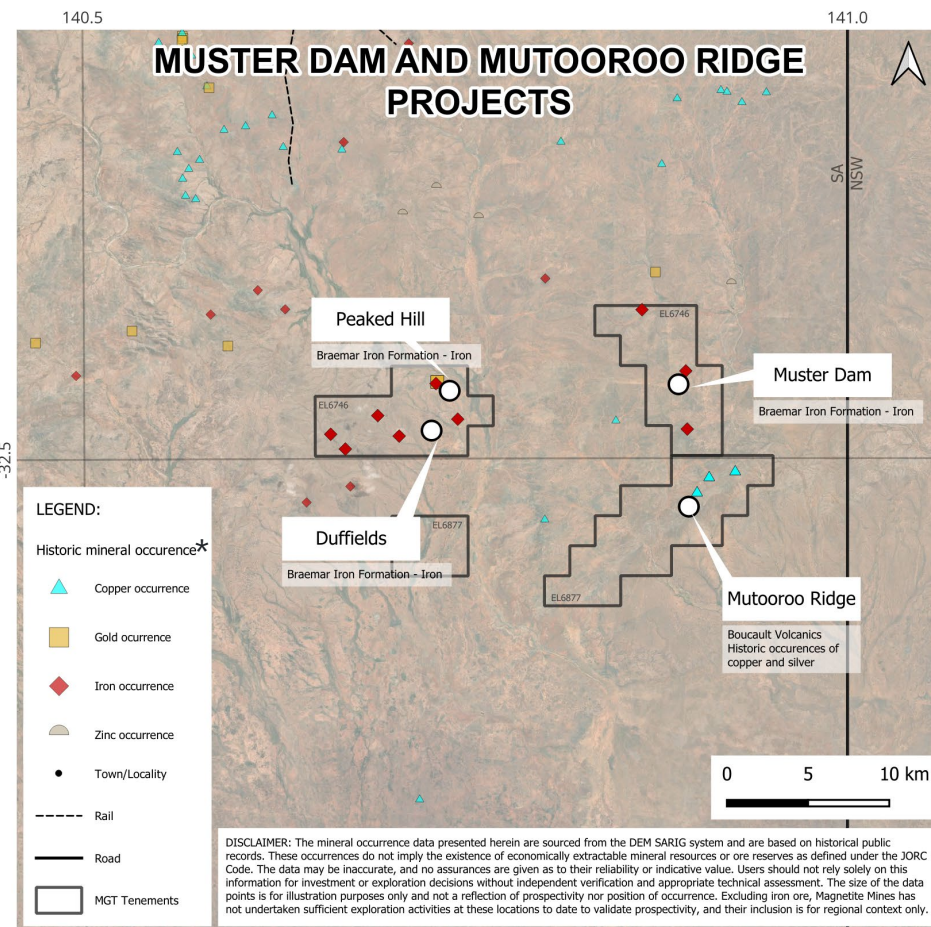 140.5
141.0
MUSTER DAM AND MUTOOROO RIDGE
PROJECTS
SA
NSW
EL6746
Peaked Hill
Braemar Iron Formation - Iron
Muster Dam
Braemar Iron Formation - Iron
EL6746
-32.5
LEGEND:
Historic mineral occurence*
Copper occurrence
Gold ocurrence
Iron occurrence
Zinc occurrence
Town/Locality
Rail
Road
MGT Tenements
EL6877
Duffields
Braemar Iron Formation - Iron
EL6877
Mutooroo Ridge
Boucault Volcanics
Historic occurences of
copper and silver
0 5 10 km
DISCLAIMER: The mineral occurrence data presented herein are sourced from the DEM SARIG system and are based on historical public
records. These occurrences do not imply the existence of economically extractable mineral resources or ore reserves as defined under the JORC
Code. The data may be inaccurate, and no assurances are given as to their reliability or indicative value. Users should not rely solely on this
information for investment or exploration decisions without independent verification and appropriate technical assessment. The size of the data
points is for illustration purposes only and not a reflection of prospectivity nor position of occurrence. Excluding iron ore, Magnetite Mines has
not undertaken sufficient exploration activities at these locations to date to validate prospectivity, and their inclusion is for regional context only.